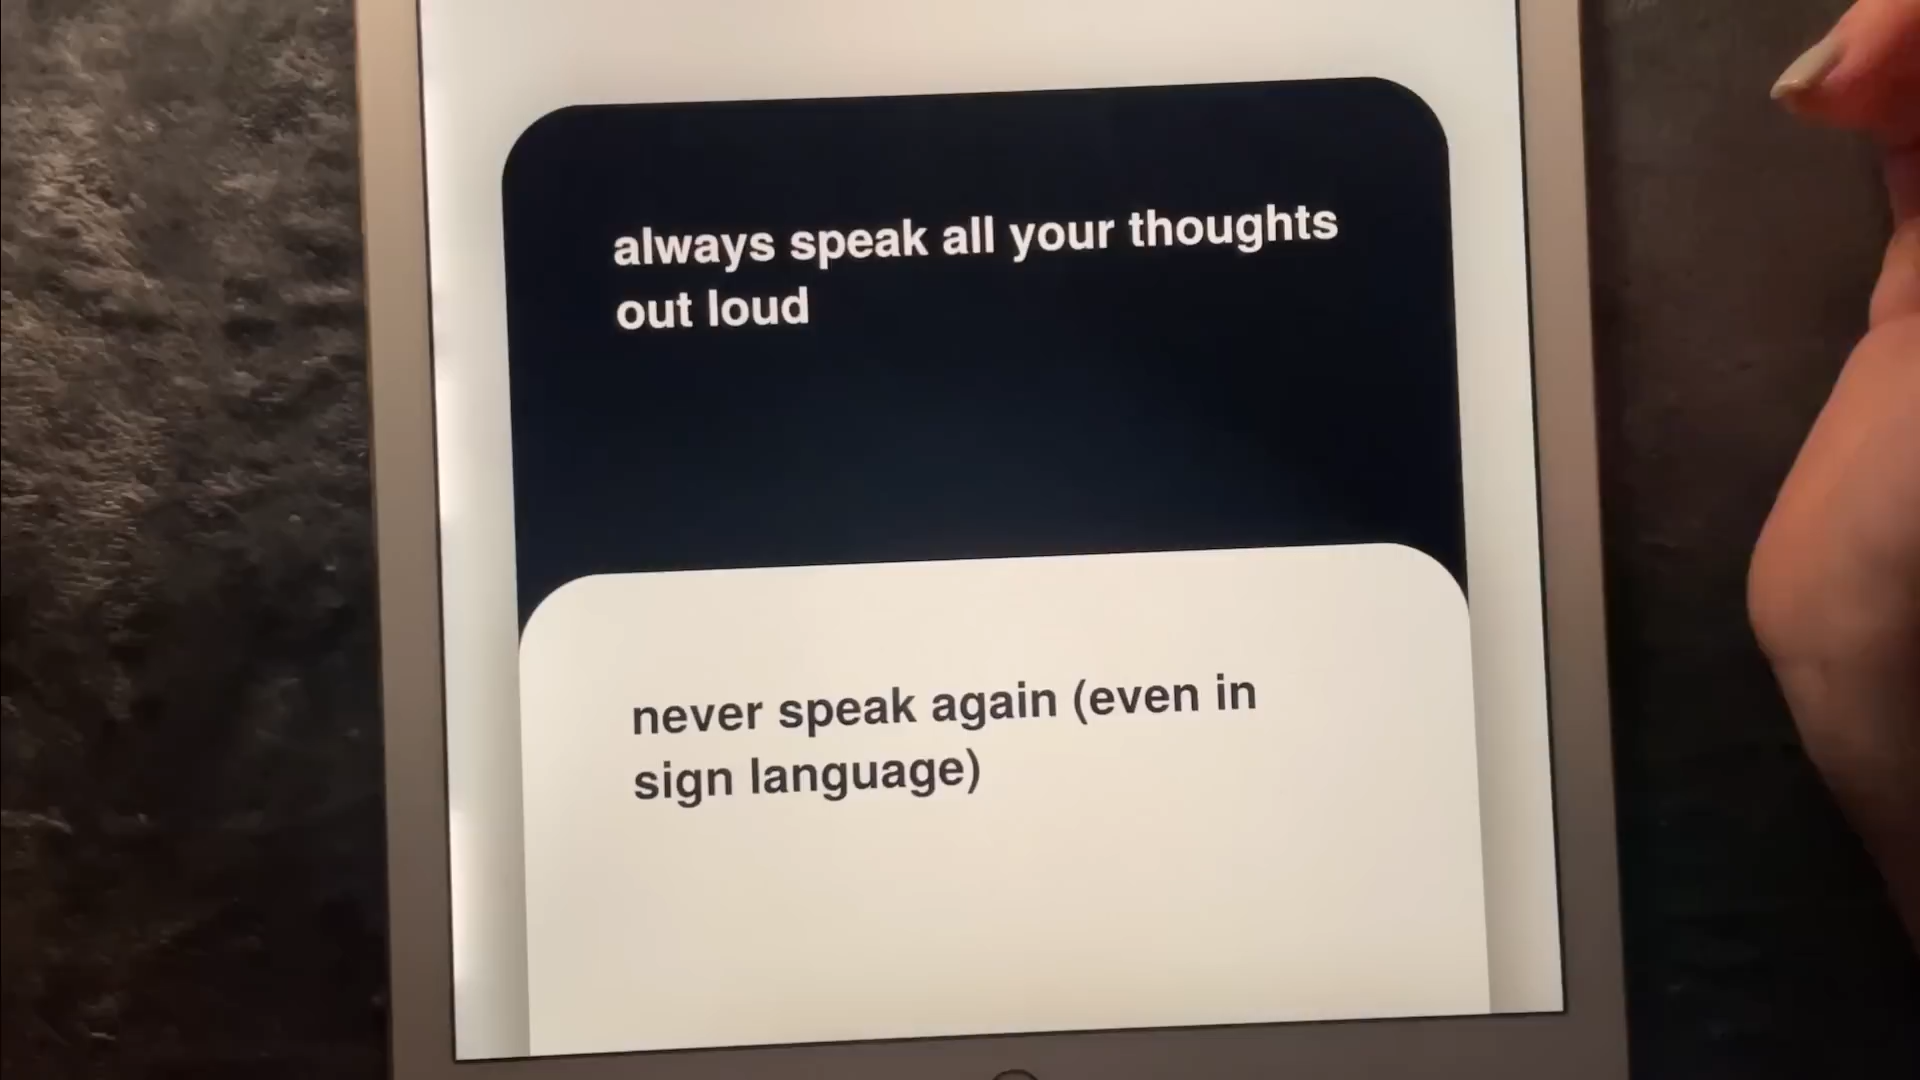 always speak all your thoughts
out loud
never speak again (even in
sign language)